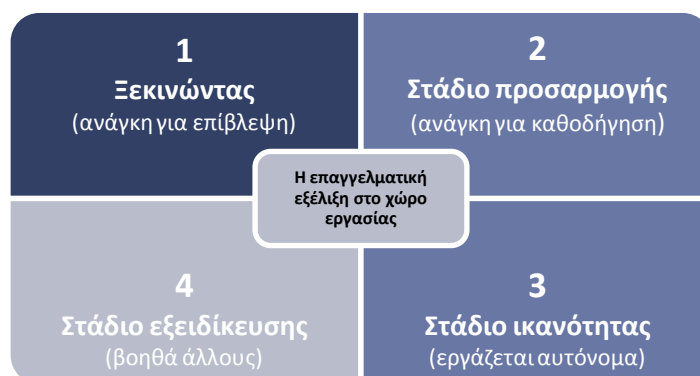 1
Ξεκινώντας
(ανάγκη για επίβλεψη)
2
Στάδιο προσαρμογής
(ανάγκη για καθοδήγηση)
Η επαγγελματική
εξέλιξη στο χώρο
εργασίας
4
Στάδιο εξειδίκευσης
(βοηθά άλλους)
3
Στάδιο ικανότητας
(εργάζεται αυτόνομα)